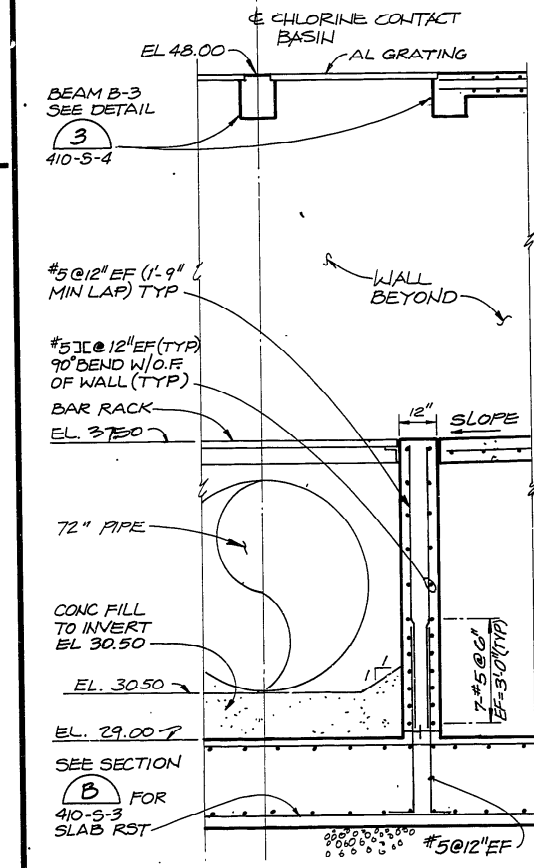 ℄ CHLORINE CONTACT
BASIN
EL 48.00
AL GRATING
BEAM B-3
SEE DETAIL
3
410-S-4
#5@12" EF (1'-9"
MIN LAP) TYP
WALL
BEYOND
#5][@ 12"EF(TYP)
90° BEND W/O.F.
OF WALL (TYP)
BAR RACK
EL. 37.50
12"
SLOPE
72" PIPE
CONC FILL
TO INVERT
EL 30.50
1
1
EL. 30.50
7-#5@6"
EF=3'-0"(TYP)
EL. 29.00
SEE SECTION
B FOR
410-S-3
SLAB RST
#5@12"EF